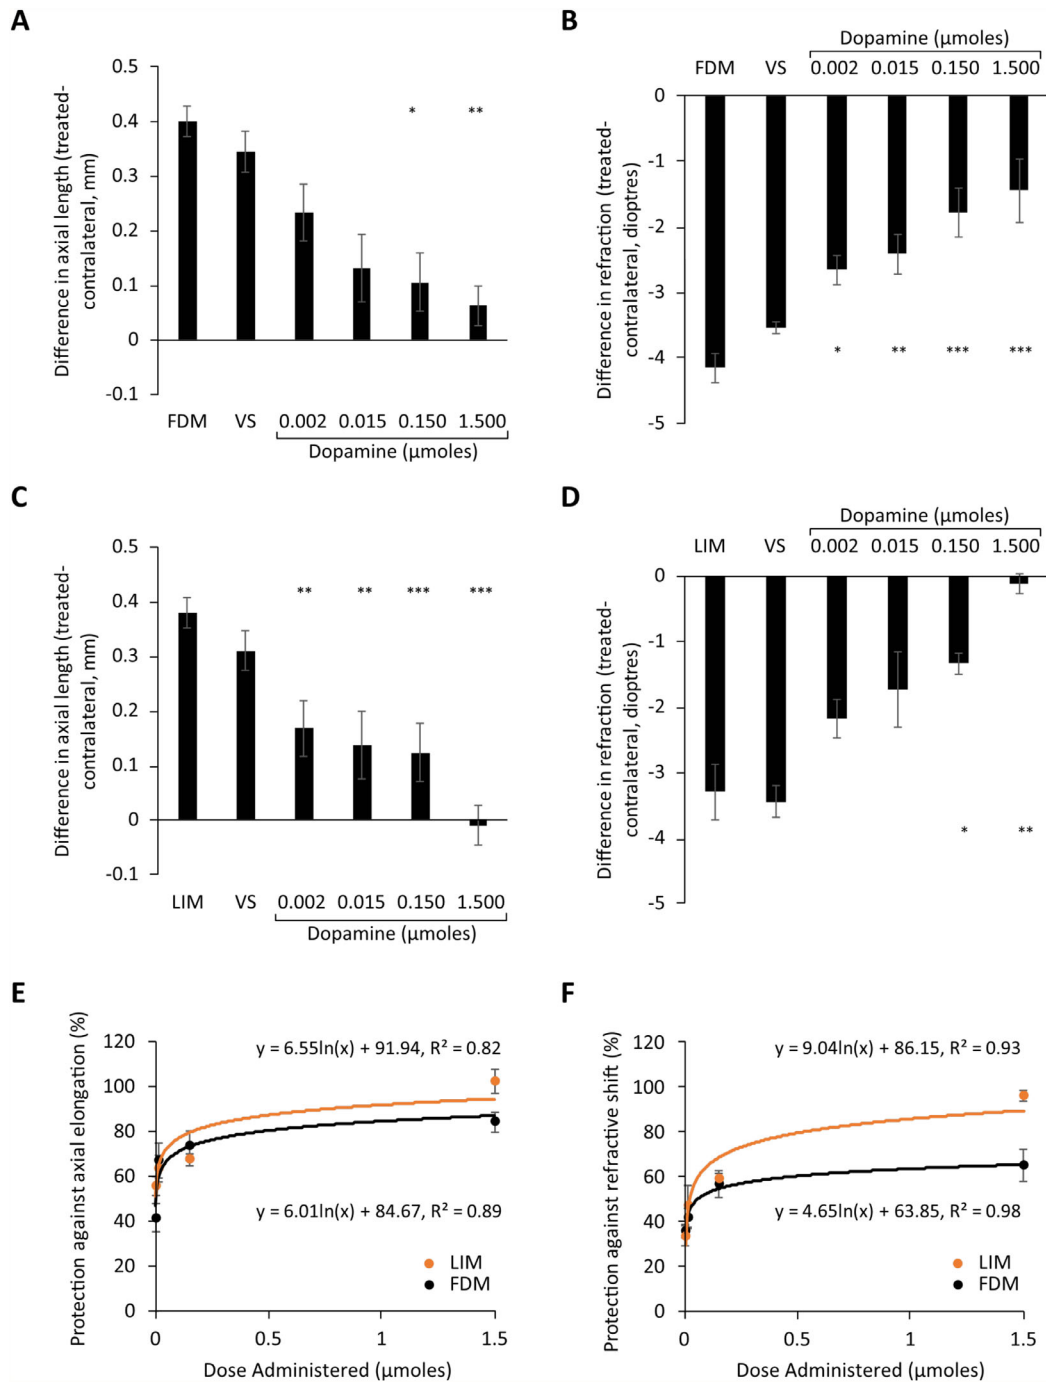 A
Difference in axial length (treated-
contralateral, mm)
0.5
0.4
0.3
0.2
0.1
0
-0.1
* **
FDM VS 0.002 0.015 0.150 1.500
Dopamine (µmoles)
B
Dopamine (µmoles)
FDM VS 0.002 0.015 0.150 1.500
Difference in refraction (treated-
contralateral, dioptres)
0
-1
-2
-3
-4
-5
* ** *** ***
C
Difference in axial length (treated-
contralateral, mm)
0.5
0.4
0.3
0.2
0.1
0
-0.1
** ** *** ***
LIM VS 0.002 0.015 0.150 1.500
Dopamine (µmoles)
D
Dopamine (µmoles)
LIM VS 0.002 0.015 0.150 1.500
Difference in refraction (treated-
contralateral, dioptres)
0
-1
-2
-3
-4
-5
* **
E
Protection against axial elongation (%)
120
100
80
60
40
20
0
y = 6.55ln(x) + 91.94, R² = 0.82
y = 6.01ln(x) + 84.67, R² = 0.89
LIM
FDM
0 0.5 1 1.5
Dose Administered (µmoles)
F
Protection against refractive shift (%)
120
100
80
60
40
20
0
y = 9.04ln(x) + 86.15, R² = 0.93
y = 4.65ln(x) + 63.85, R² = 0.98
LIM
FDM
0 0.5 1 1.5
Dose Administered (µmoles)